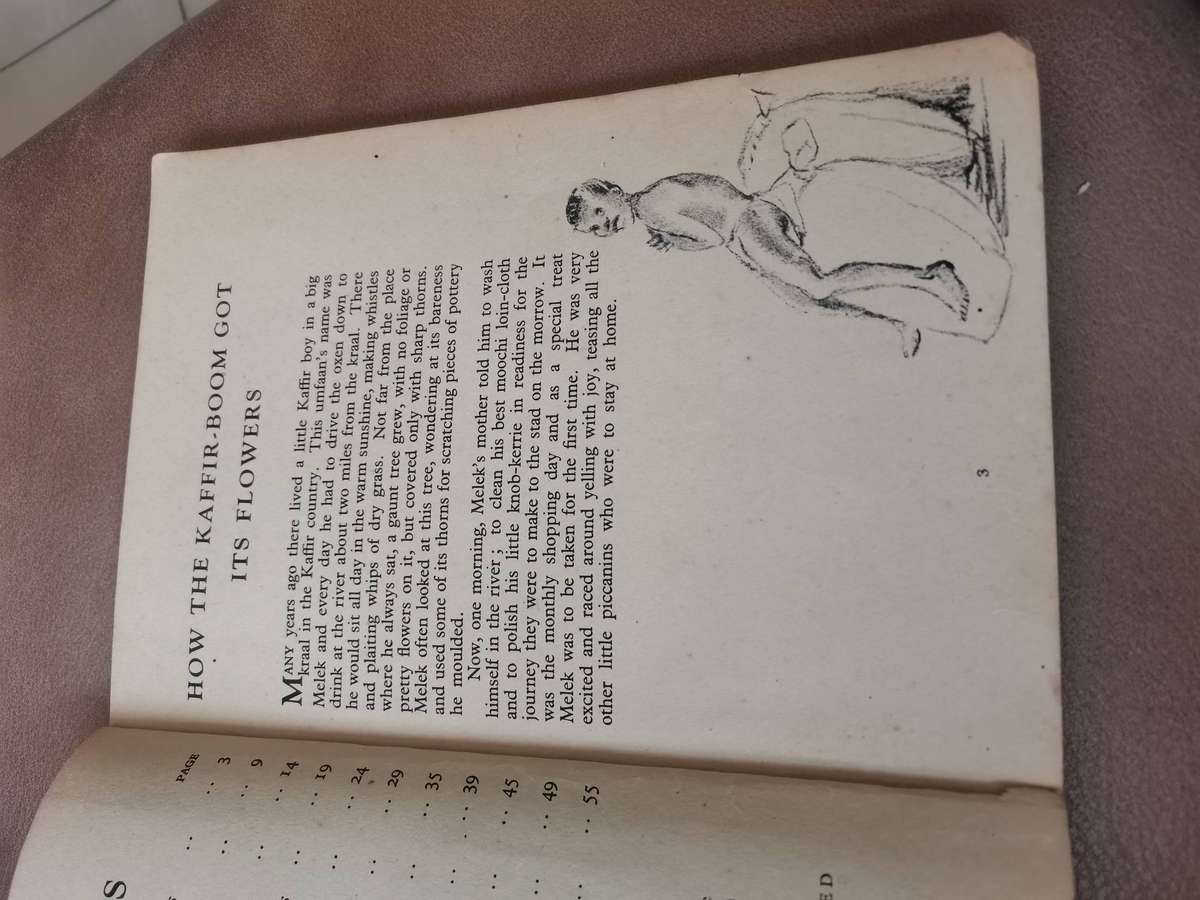 S
PAGE
.. .. 3
.. .. 9
.. .. 14
.. .. 19
.. .. 24
.. .. 29
.. .. 35
.. .. 39
.. .. 45
.. .. 49
.. .. 55
ED
HOW THE KAFFIR-BOOM GOT
ITS FLOWERS
MANY years ago there lived a little Kaffir boy in a big
kraal in the Kaffir country. This umfaan's name was
Melek and every day he had to drive the oxen down to
drink at the river about two miles from the kraal. There
he would sit all day in the warm sunshine, making whistles
and plaiting whips of dry grass. Not far from the place
where he always sat, a gaunt tree grew, with no foliage or
pretty flowers on it, but covered only with sharp thorns.
Melek often looked at this tree, wondering at its bareness
and used some of its thorns for scratching pieces of pottery
he moulded.
Now, one morning, Melek's mother told him to wash
himself in the river; to clean his best moochi loin-cloth
and to polish his little knob-kerrie in readiness for the
journey they were to make to the stad on the morrow. It
was the monthly shopping day and as a special treat
Melek was to be taken for the first time. He was very
excited and raced around yelling with joy, teasing all the
other little piccanins who were to stay at home.
3